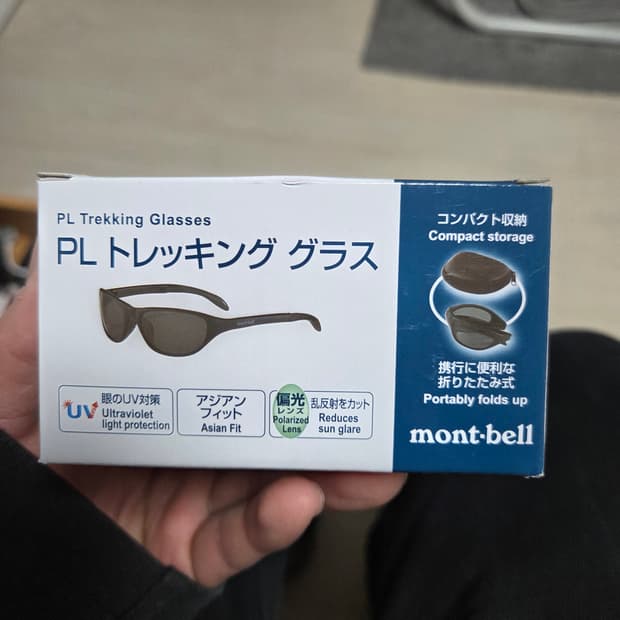 PL Trekking Glasses
PL トレッキング グラス
UV
眼のUV対策
Ultraviolet
light protection
アジアン
フィット
Asian Fit
偏光
レンズ
Polarized
Lens
乱反射をカット
Reduces
sun glare
コンパクト収納
Compact storage
携行に便利な
折りたたみ式
Portably folds up
mont-bell